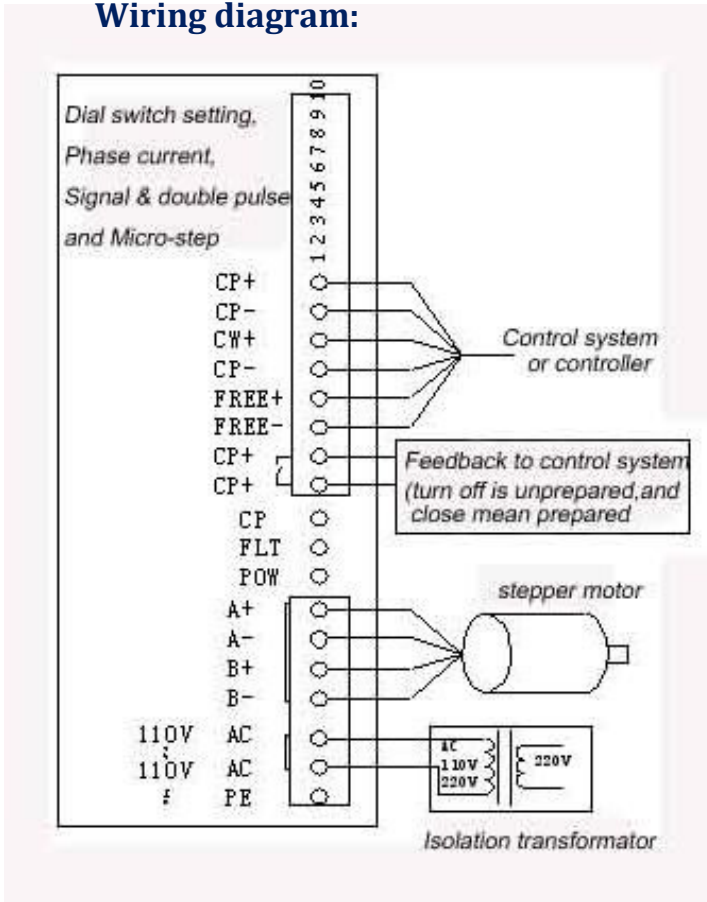 Wiring diagram:
Dial switch setting,
Phase current,
Signal & double pulse
and Micro-step
1 2 3 4 5 6 7 8 9 10
CP+
CP-
CW+
CP-
FREE+
FREE-
Control system
or controller
CP+
CP+
Feedback to control system
(turn off is unprepared,and
close mean prepared
CP
FLT
POW
A+
A-
B+
B-
stepper motor
110V AC
110V AC
PE
AC
110V
220V
220V
Isolation transformator